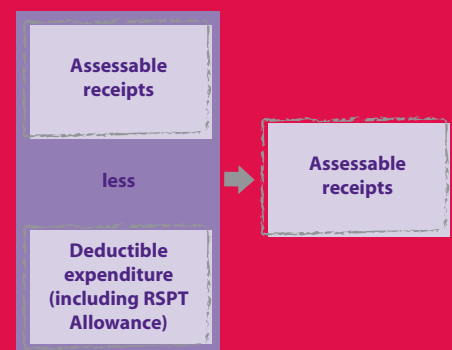 Assessable
receipts
less
Deductible
expenditure
(including RSPT
Allowance)
Assessable
receipts